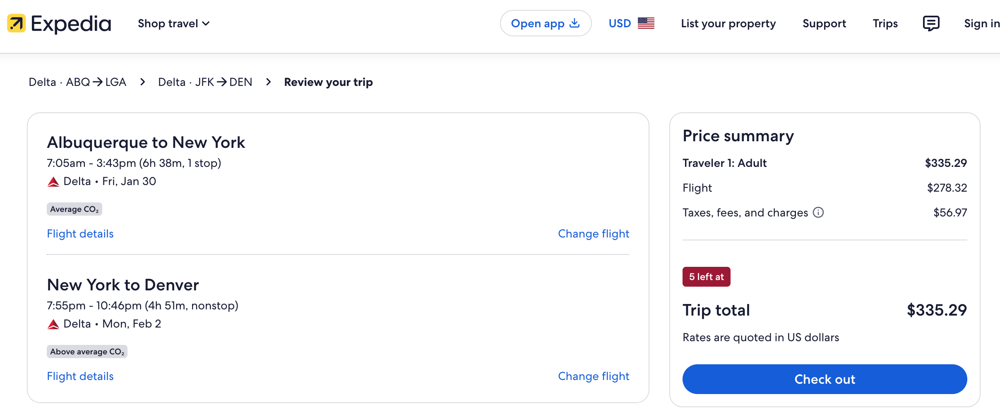 Expedia
Shop travel
Open app
USD
List your property
Support
Trips
Sign in
Delta · ABQ → LGA > Delta · JFK → DEN > Review your trip
Albuquerque to New York
7:05am - 3:43pm (6h 38m, 1 stop)
Delta • Fri, Jan 30
Average CO₂
Flight details
Change flight
New York to Denver
7:55pm - 10:46pm (4h 51m, nonstop)
Delta • Mon, Feb 2
Above average CO₂
Flight details
Change flight
Price summary
Traveler 1: Adult $335.29
Flight $278.32
Taxes, fees, and charges $56.97
5 left at
Trip total $335.29
Rates are quoted in US dollars
Check out